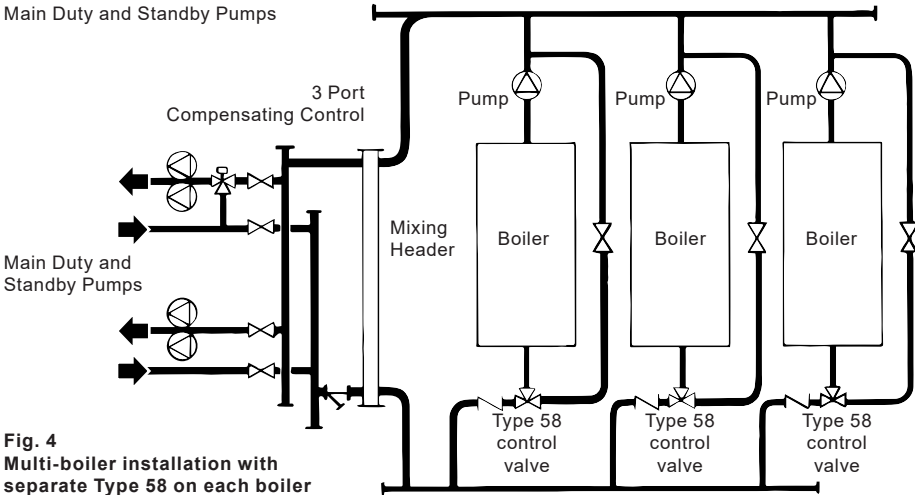 Main Duty and Standby Pumps
3 Port
Compensating Control
Pump
Pump
Pump
Mixing
Header
Boiler
Boiler
Boiler
Main Duty and
Standby Pumps
Type 58
control
valve
Type 58
control
valve
Type 58
control
valve
Fig. 4
Multi-boiler installation with
separate Type 58 on each boiler